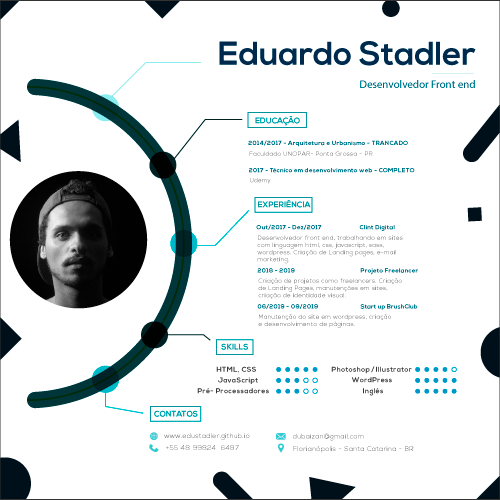 Eduardo Stadler
Desenvolvedor Front end
EDUCAÇÃO
2014/2017 - Arquitetura e Urbanismo - TRANCADO
Faculdade UNOPAR- Ponta Grossa - PR
2017 - Técnico em desenvolvimento web - COMPLETO
Udemy
EXPERIÊNCIA
Out/2017 - Dez/2017 Clint Digital
Desenvolvedor front end, trabalhando em sites
com linguagem html, css, javascript, sass,
wordpress. Criação de Landing pages, e-mail
marketing.
2018 - 2019 Projeto Freelancer
Criação de projetos como freelancers. Criação
de Landing Pages, manutenções em sites,
criação de identidade visual.
06/2019 - 09/2019 Start up BrushClub
Manutenção do site em wordpress, criação
e desenvolvimento de páginas.
SKILLS
HTML, CSS Photoshop / Illustrator
JavaScript WordPress
Pré- Processadores Inglês
CONTATOS
www.edustadler.github.io dubaizan@gmail.com
+55 49 99824 6497 Florianópolis - Santa Catarina - BR